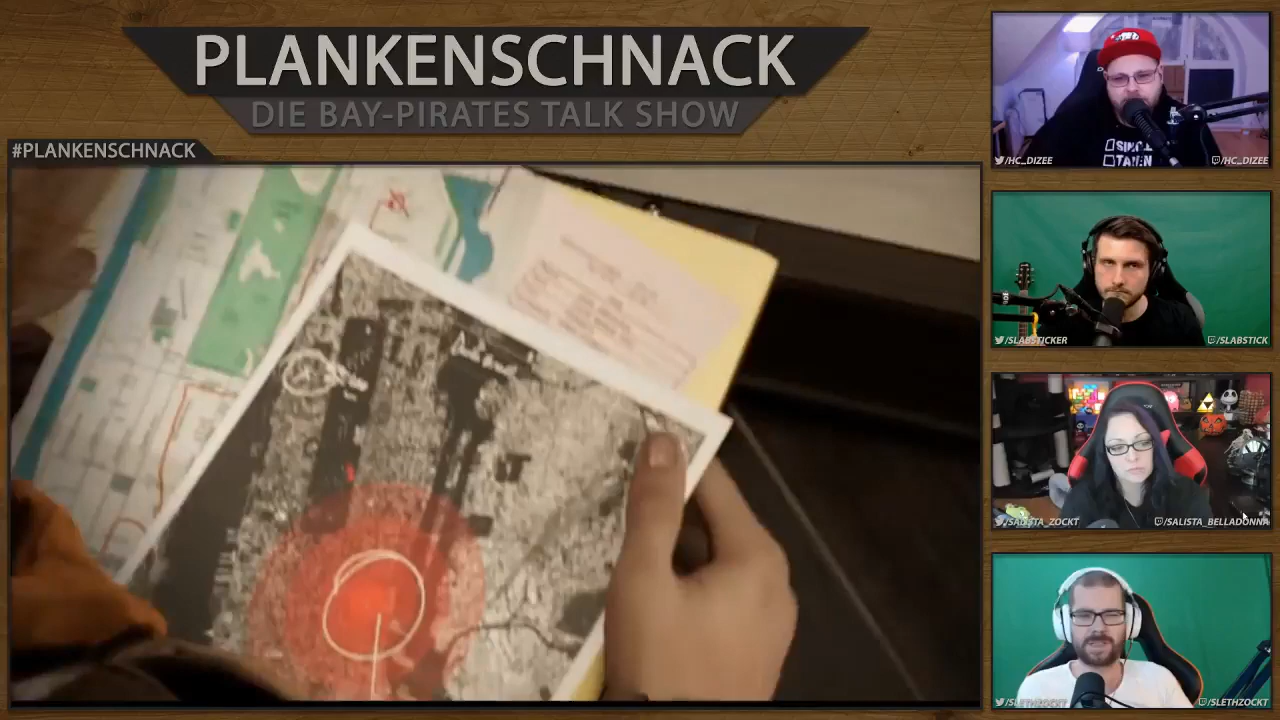 PLANKENSCHNACK
DIE BAY-PIRATES TALK SHOW
#PLANKENSCHNACK
/HC_DIZEE
/HC_DIZEE
/SLABSTICKER
/SLABSTICK
/SALISTA_ZOCKT
/SALISTA_BELLADONNA
/SLETHZOCKT
/SLETHZOCKT